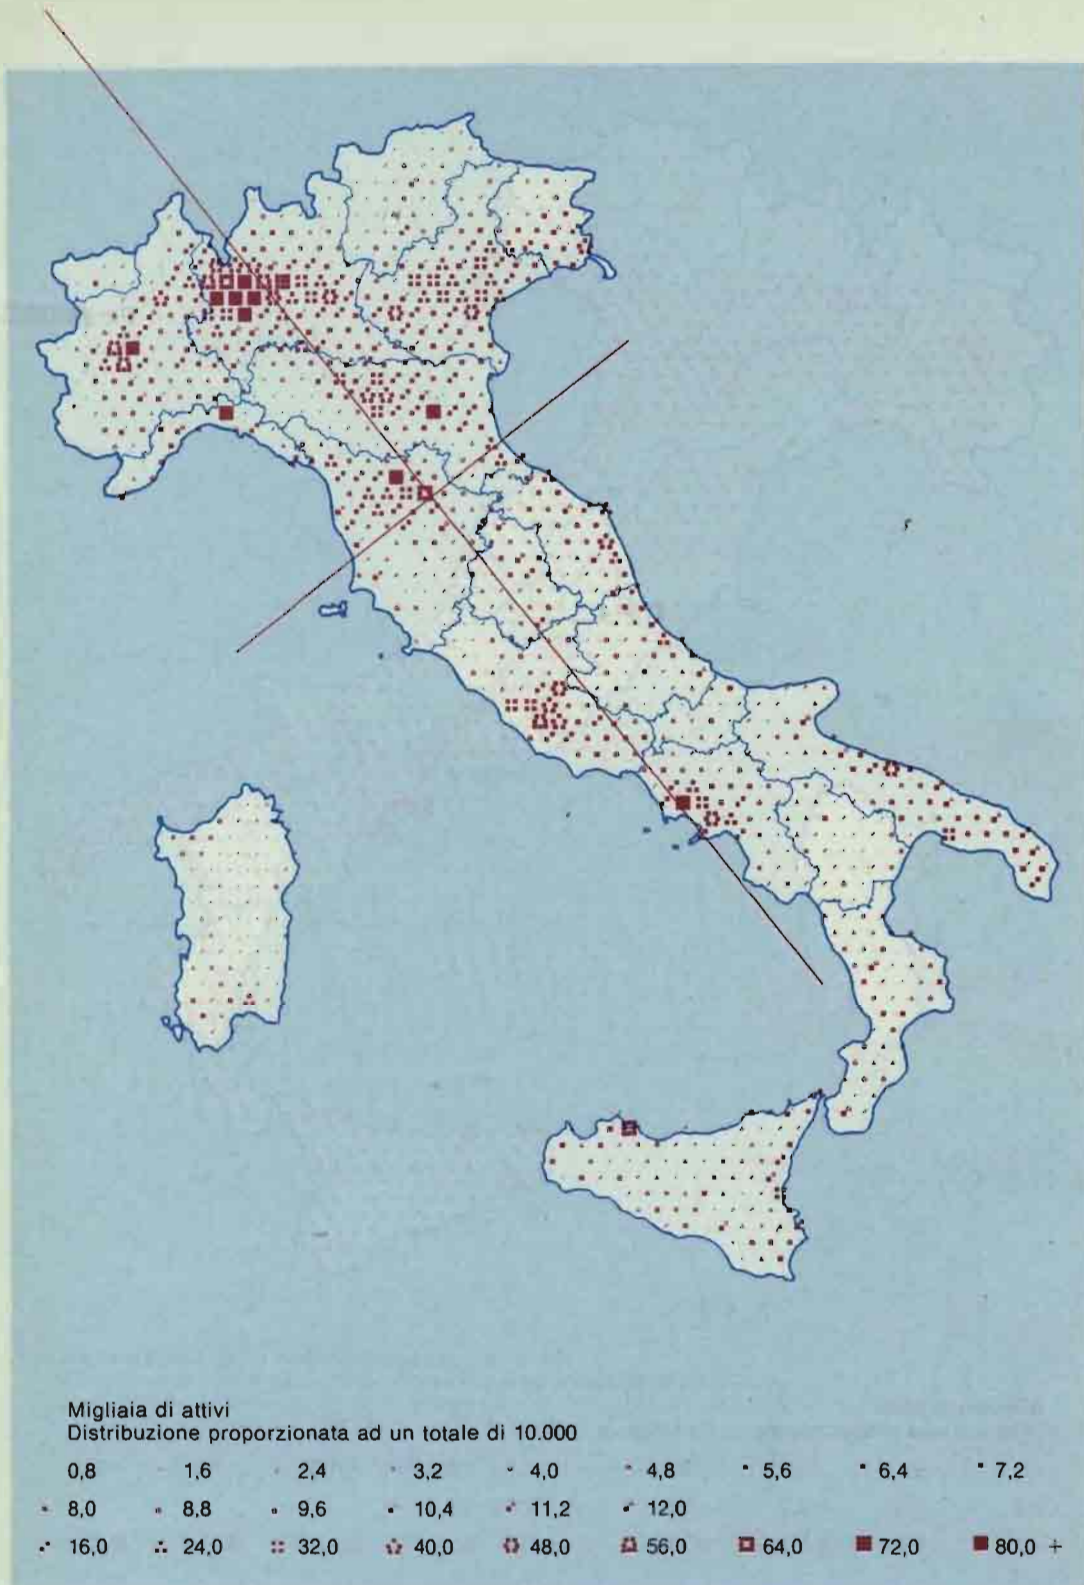 Migliaia di attivi
Distribuzione proporzionata ad un totale di 10.000
0,8 1,6 2,4 3,2 4,0 4,8 5,6 6,4 7,2
8,0 8,8 9,6 10,4 11,2 12,0
16,0 24,0 32,0 40,0 48,0 56,0 64,0 72,0 80,0 +